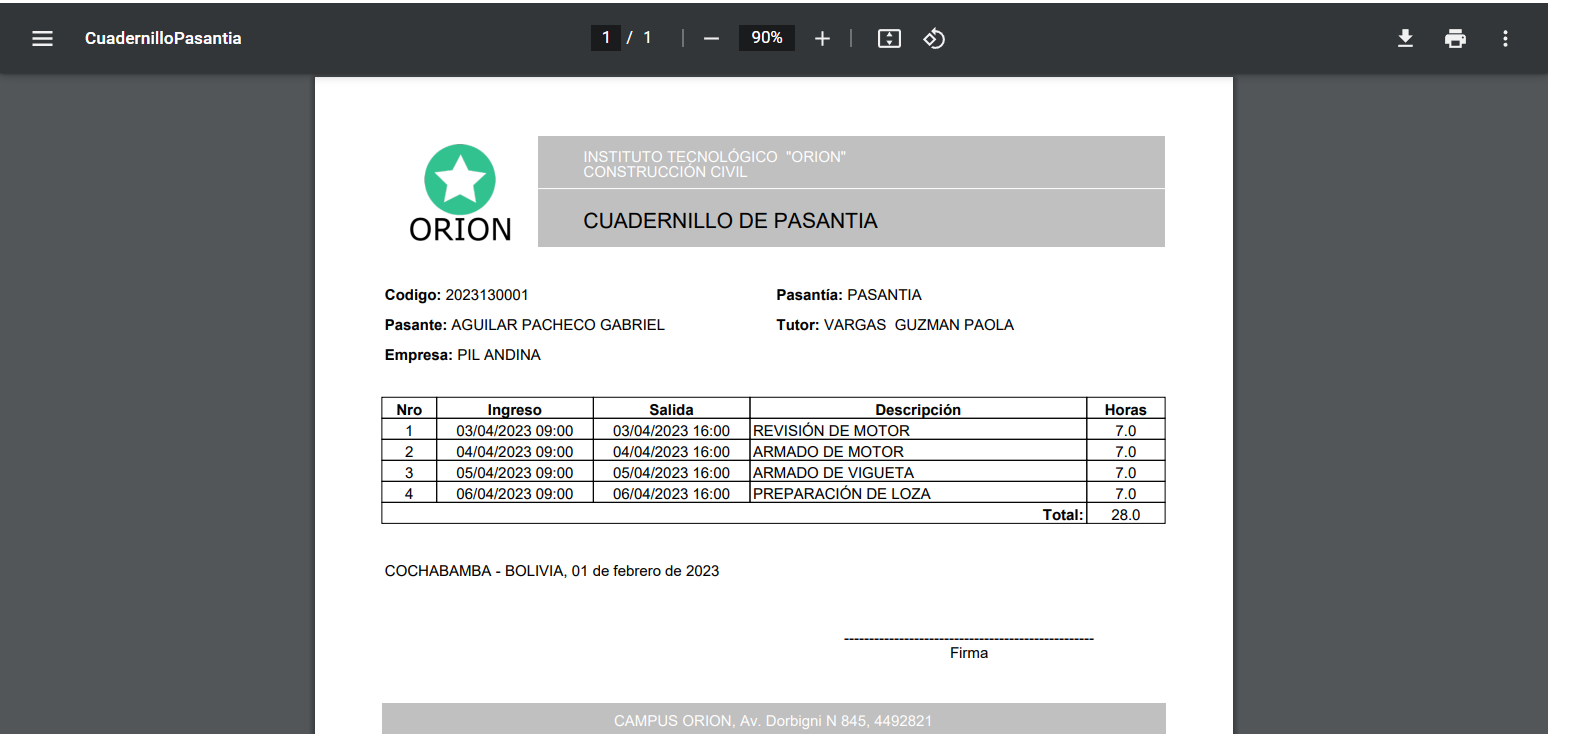 CuadernilloPasantia
1 / 1
90%
ORION
INSTITUTO TECNOLÓGICO "ORION"
CONSTRUCCIÓN CIVIL
CUADERNILLO DE PASANTIA
Codigo: 2023130001
Pasantía: PASANTIA
Pasante: AGUILAR PACHECO GABRIEL
Tutor: VARGAS GUZMAN PAOLA
Empresa: PIL ANDINA
Nro Ingreso Salida Descripción Horas
1 03/04/2023 09:00 03/04/2023 16:00 REVISIÓN DE MOTOR 7.0
2 04/04/2023 09:00 04/04/2023 16:00 ARMADO DE MOTOR 7.0
3 05/04/2023 09:00 05/04/2023 16:00 ARMADO DE VIGUETA 7.0
4 06/04/2023 09:00 06/04/2023 16:00 PREPARACIÓN DE LOZA 7.0
Total: 28.0
COCHABAMBA - BOLIVIA, 01 de febrero de 2023
Firma
CAMPUS ORION, Av. Dorbigni N 845, 4492821